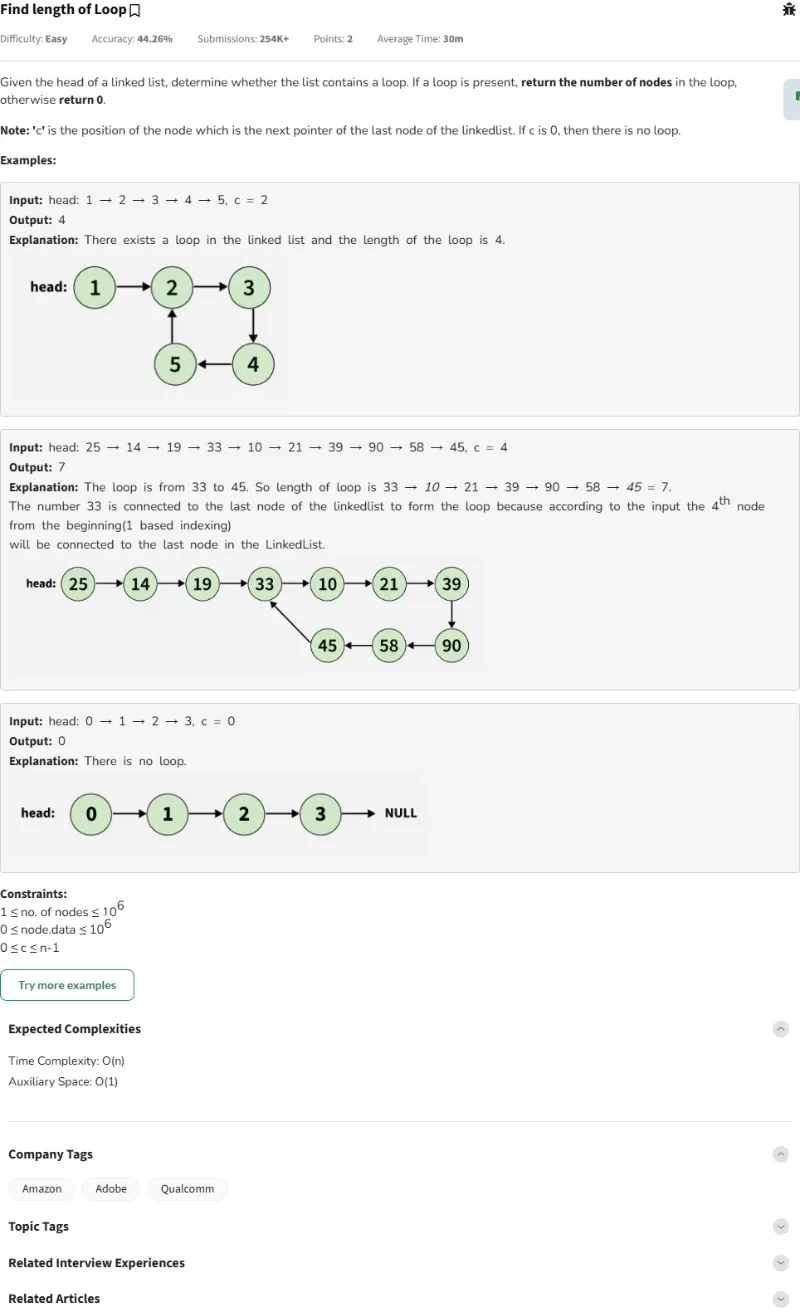 Find length of Loop
Difficulty: Easy Accuracy: 44.26% Submissions: 254K+ Points: 2 Average Time: 30m
Given the head of a linked list, determine whether the list contains a loop. If a loop is present, return the number of nodes in the loop,
otherwise return 0.
Note: 'c' is the position of the node which is the next pointer of the last node of the linkedlist. If c is 0, then there is no loop.
Examples:
Input: head: 1 → 2 → 3 → 4 → 5, c = 2
Output: 4
Explanation: There exists a loop in the linked list and the length of the loop is 4.
head: 1 2 3
5 4
Input: head: 25 → 14 → 19 → 33 → 10 → 21 → 39 → 90 → 58 → 45, c = 4
Output: 7
Explanation: The loop is from 33 to 45. So length of loop is 33 → 10 → 21 → 39 → 90 → 58 → 45 = 7.
The number 33 is connected to the last node of the linkedlist to form the loop because according to the input the 4th node
from the beginning(1 based indexing)
will be connected to the last node in the LinkedList.
head: 25 14 19 33 10 21 39
45 58 90
Input: head: 0 → 1 → 2 → 3, c = 0
Output: 0
Explanation: There is no loop.
head: 0 1 2 3 NULL
Constraints:
1 ≤ no. of nodes ≤ 10^6
0 ≤ node.data ≤ 10^6
0 ≤ c ≤ n-1
Try more examples
Expected Complexities
Time Complexity: O(n)
Auxiliary Space: O(1)
Company Tags
Amazon Adobe Qualcomm
Topic Tags
Related Interview Experiences
Related Articles